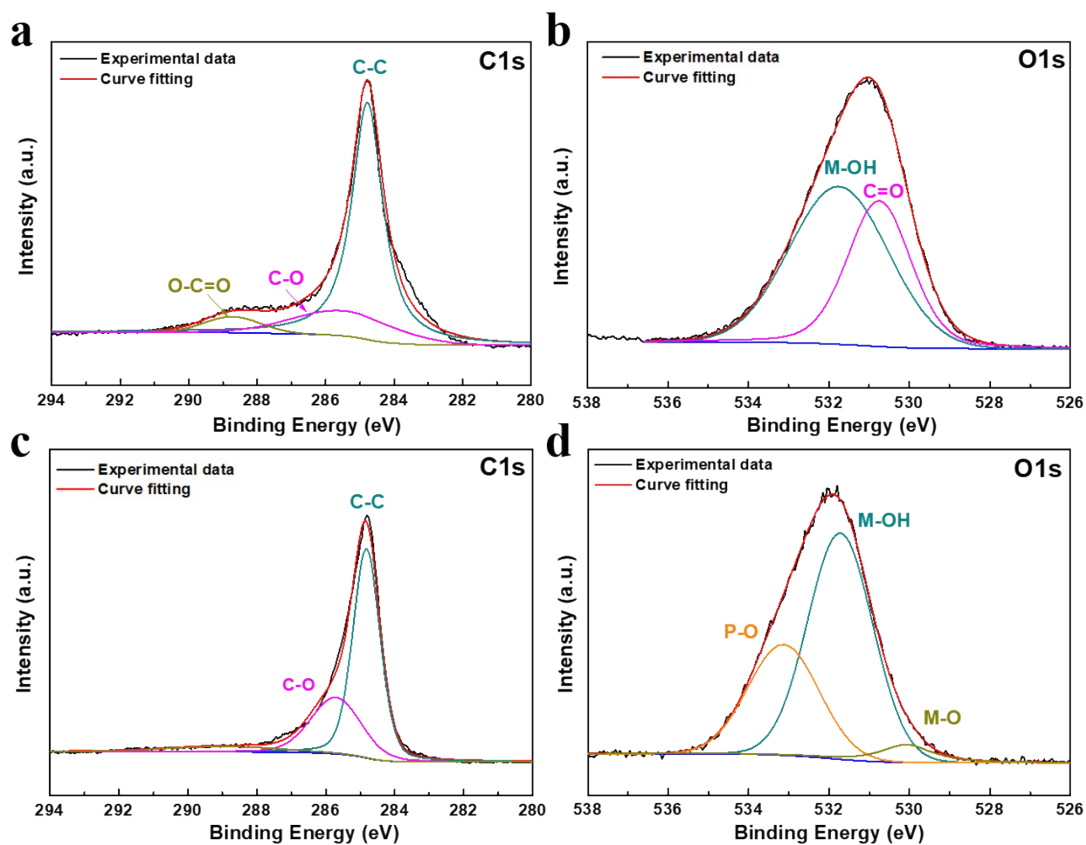 a
Experimental data
Curve fitting
C1s
C-C
O-C=O
C-O
Intensity (a.u.)
294 292 290 288 286 284 282 280
Binding Energy (eV)
b
Experimental data
Curve fitting
O1s
M-OH
C=O
Intensity (a.u.)
538 536 534 532 530 528 526
Binding Energy (eV)
c
Experimental data
Curve fitting
C1s
C-C
C-O
Intensity (a.u.)
294 292 290 288 286 284 282 280
Binding Energy (eV)
d
Experimental data
Curve fitting
O1s
M-OH
P-O
M-O
Intensity (a.u.)
538 536 534 532 530 528 526
Binding Energy (eV)